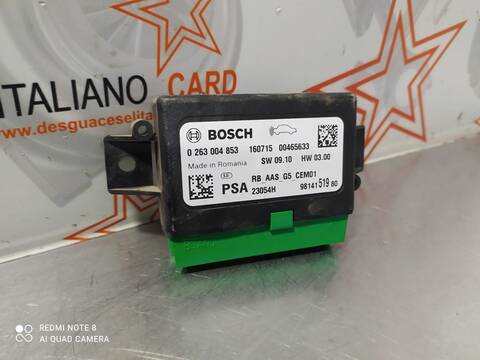 ITALIANO CARD
www.desguaceseli
BOSCH
0 263 004 853 160715 00465633
Made in Romania SW 09.10 HW 03.00
RB AAS G5 CEM01
PSA 23054H 98141519 80
REDMI NOTE 8
AI QUAD CAMERA